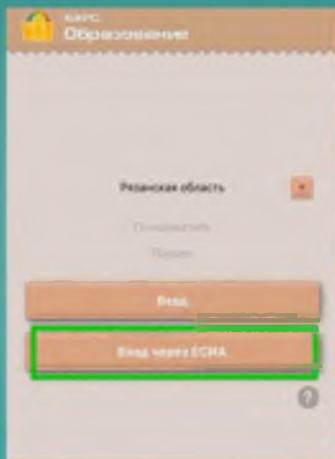 БАРС
Образование
Рязанская область
Пользователь
Пароль
Вход
Вход через ЕСИА
?